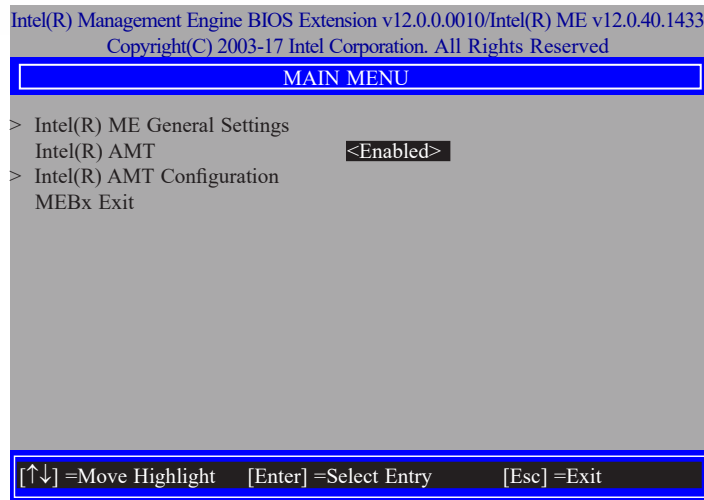 Intel(R) Management Engine BIOS Extension v12.0.0.0010/Intel(R) ME v12.0.40.1433
Copyright(C) 2003-17 Intel Corporation. All Rights Reserved
MAIN MENU
> Intel(R) ME General Settings
Intel(R) AMT <Enabled>
> Intel(R) AMT Configuration
MEBx Exit
[↑↓] =Move Highlight [Enter] =Select Entry [Esc] =Exit